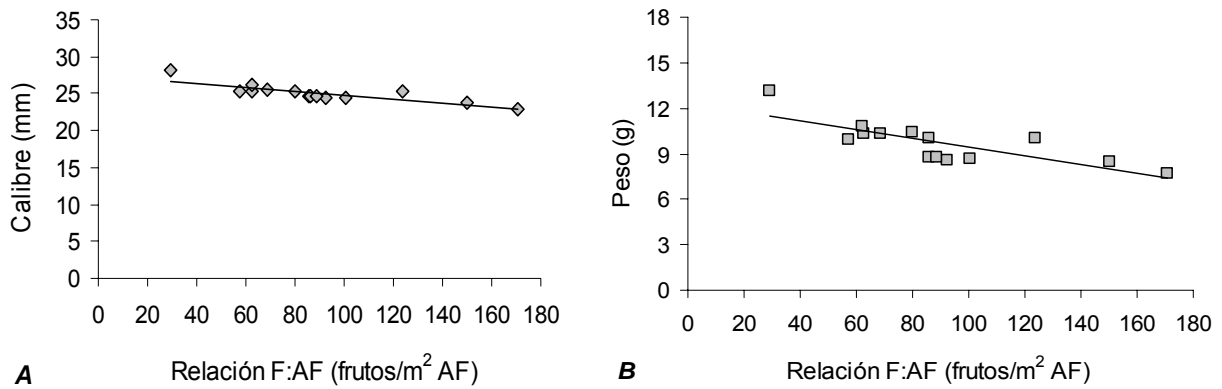 Calibre (mm)
35
30
25
20
15
10
5
0
0 20 40 60 80 100 120 140 160 180
A Relación F:AF (frutos/m² AF)
Peso (g)
18
15
12
9
6
3
0
0 20 40 60 80 100 120 140 160 180
B Relación F:AF (frutos/m² AF)